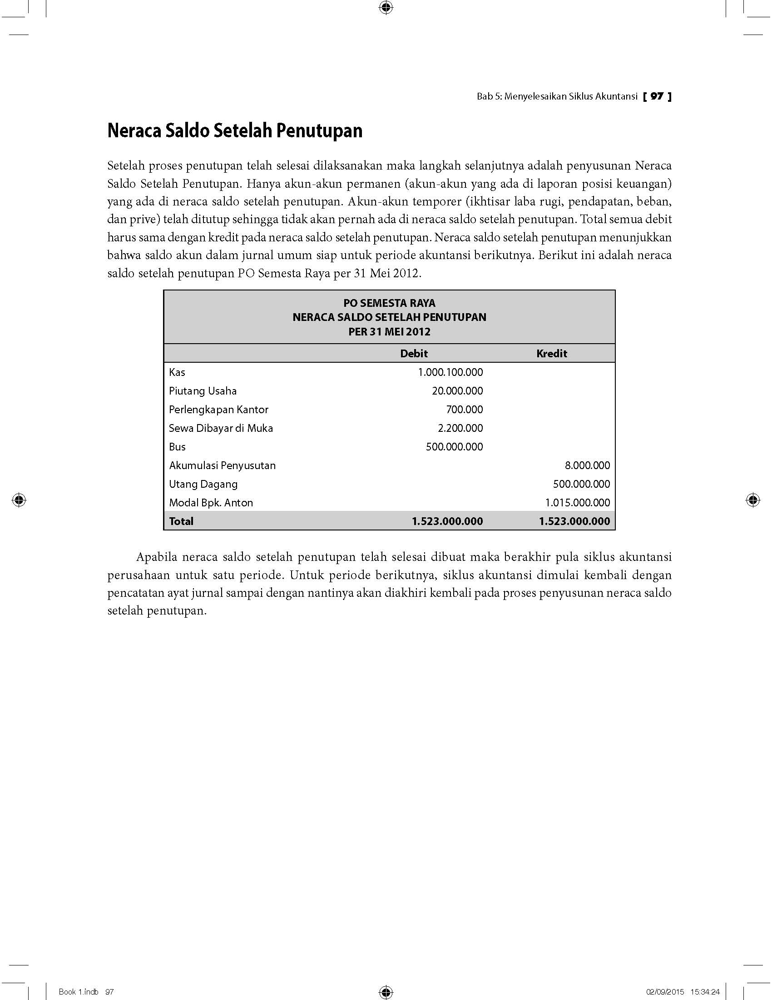 Bab 5: Menyelesaikan Siklus Akuntansi [ 97 ]
Neraca Saldo Setelah Penutupan
Setelah proses penutupan telah selesai dilaksanakan maka langkah selanjutnya adalah penyusunan Neraca
Saldo Setelah Penutupan. Hanya akun-akun permanen (akun-akun yang ada di laporan posisi keuangan)
yang ada di neraca saldo setelah penutupan. Akun-akun temporer (ikhtisar laba rugi, pendapatan, beban,
dan prive) telah ditutup sehingga tidak akan pernah ada di neraca saldo setelah penutupan. Total semua debit
harus sama dengan kredit pada neraca saldo setelah penutupan. Neraca saldo setelah penutupan menunjukkan
bahwa saldo akun dalam jurnal umum siap untuk periode akuntansi berikutnya. Berikut ini adalah neraca
saldo setelah penutupan PO Semesta Raya per 31 Mei 2012.
PO SEMESTA RAYA
NERACA SALDO SETELAH PENUTUPAN
PER 31 MEI 2012
Debit Kredit
Kas 1.000.100.000
Piutang Usaha 20.000.000
Perlengkapan Kantor 700.000
Sewa Dibayar di Muka 2.200.000
Bus 500.000.000
Akumulasi Penyusutan 8.000.000
Utang Dagang 500.000.000
Modal Bpk. Anton 1.015.000.000
Total 1.523.000.000 1.523.000.000
Apabila neraca saldo setelah penutupan telah selesai dibuat maka berakhir pula siklus akuntansi
perusahaan untuk satu periode. Untuk periode berikutnya, siklus akuntansi dimulai kembali dengan
pencatatan ayat jurnal sampai dengan nantinya akan diakhiri kembali pada proses penyusunan neraca saldo
setelah penutupan.
Book 1.indb 97 02/09/2015 15:34:24